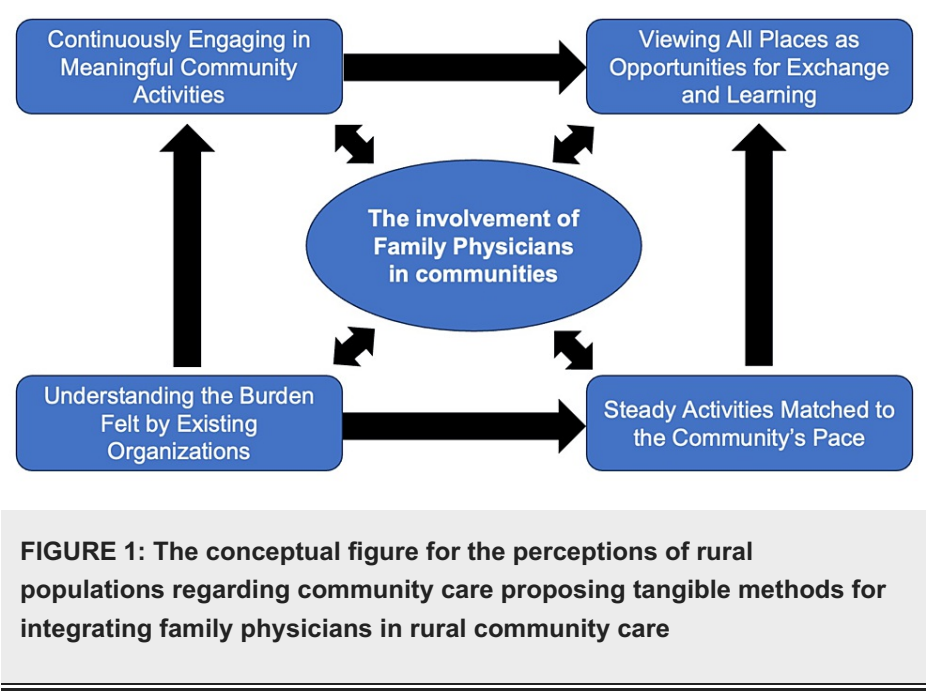 Continuously Engaging in
Meaningful Community
Activities
Viewing All Places as
Opportunities for Exchange
and Learning
The involvement of
Family Physicians
in communities
Understanding the Burden
Felt by Existing
Organizations
Steady Activities Matched to
the Community's Pace
FIGURE 1: The conceptual figure for the perceptions of rural
populations regarding community care proposing tangible methods for
integrating family physicians in rural community care